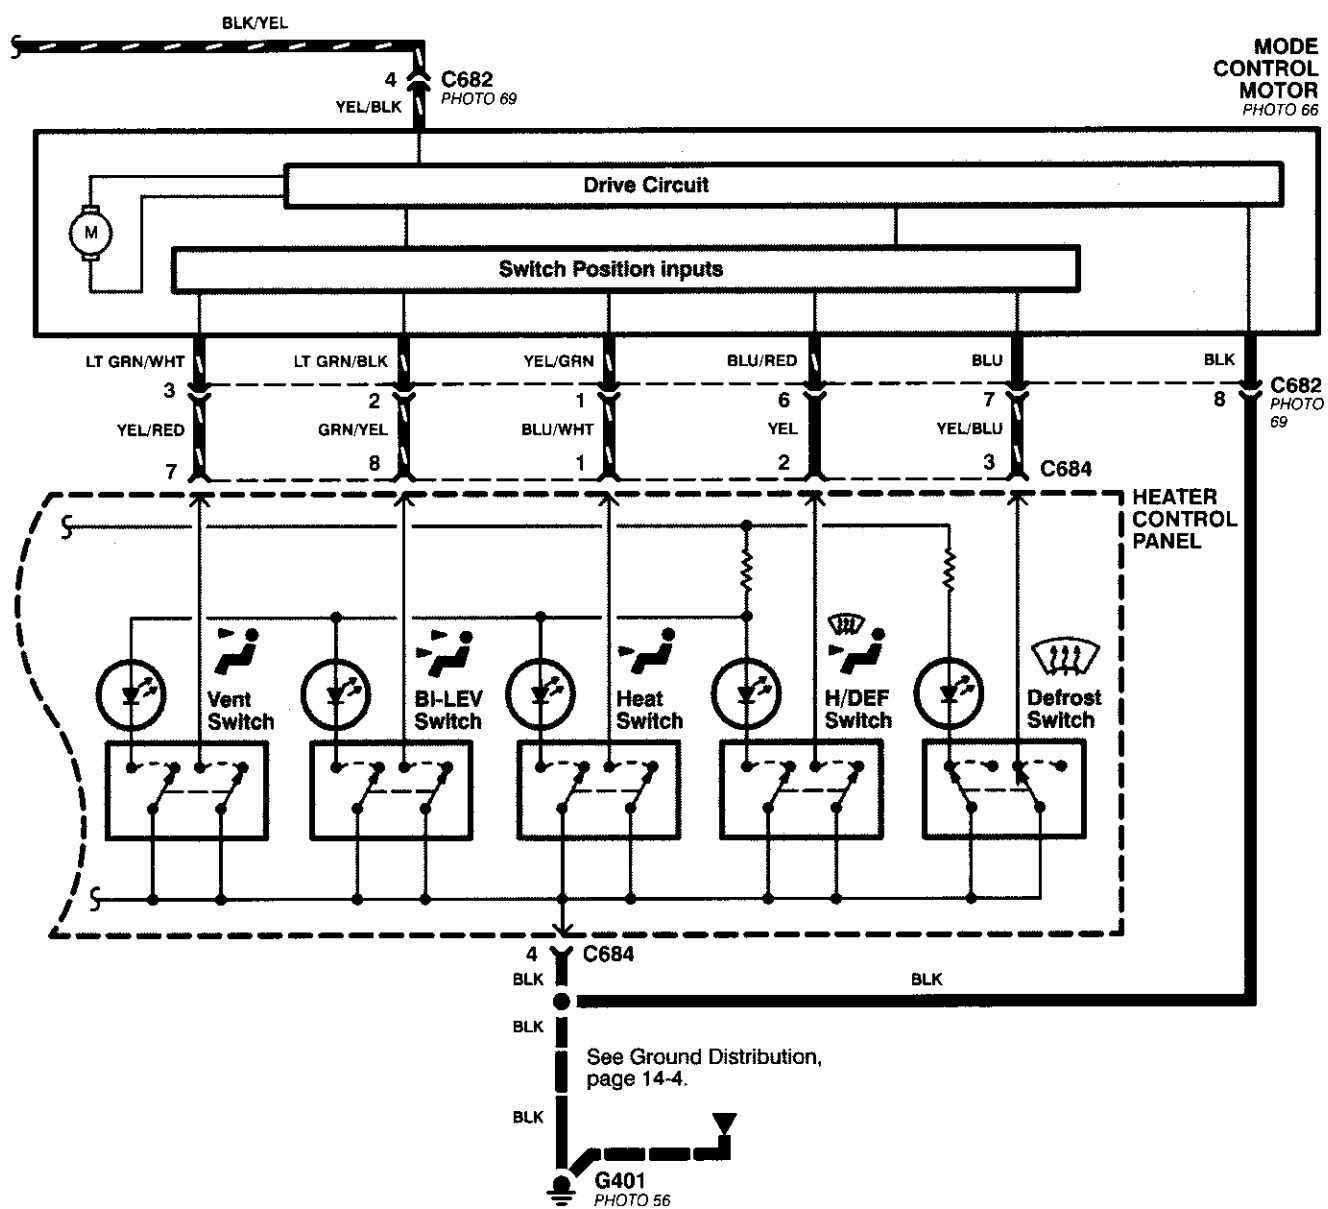 BLK/YEL
MODE
CONTROL
MOTOR
PHOTO 66
4 C682
PHOTO 69
YEL/BLK
Drive Circuit
M
Switch Position inputs
LT GRN/WHT LT GRN/BLK YEL/GRN BLU/RED BLU BLK
3 2 1 6 7 8 C682
PHOTO
69
YEL/RED GRN/YEL BLU/WHT YEL YEL/BLU
7 8 1 2 3 C684
HEATER
CONTROL
PANEL
Vent
Switch
BI-LEV
Switch
Heat
Switch
H/DEF
Switch
Defrost
Switch
4 C684
BLK
BLK
BLK
See Ground Distribution,
page 14-4.
BLK
G401
PHOTO 56